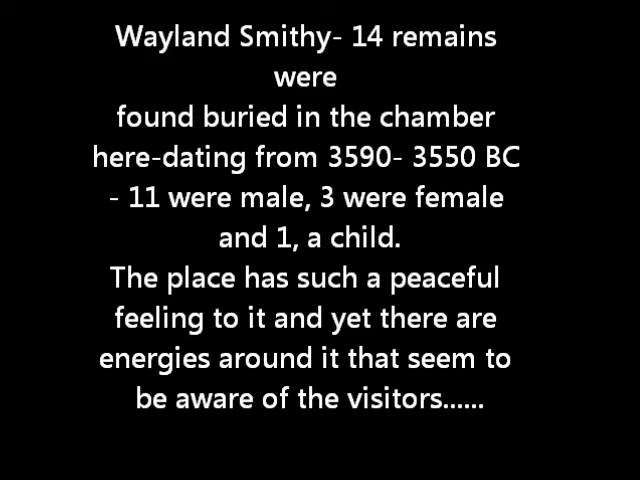 Wayland Smithy- 14 remains
were
found buried in the chamber
here-dating from 3590- 3550 BC
- 11 were male, 3 were female
and 1, a child.
The place has such a peaceful
feeling to it and yet there are
energies around it that seem to
be aware of the visitors......